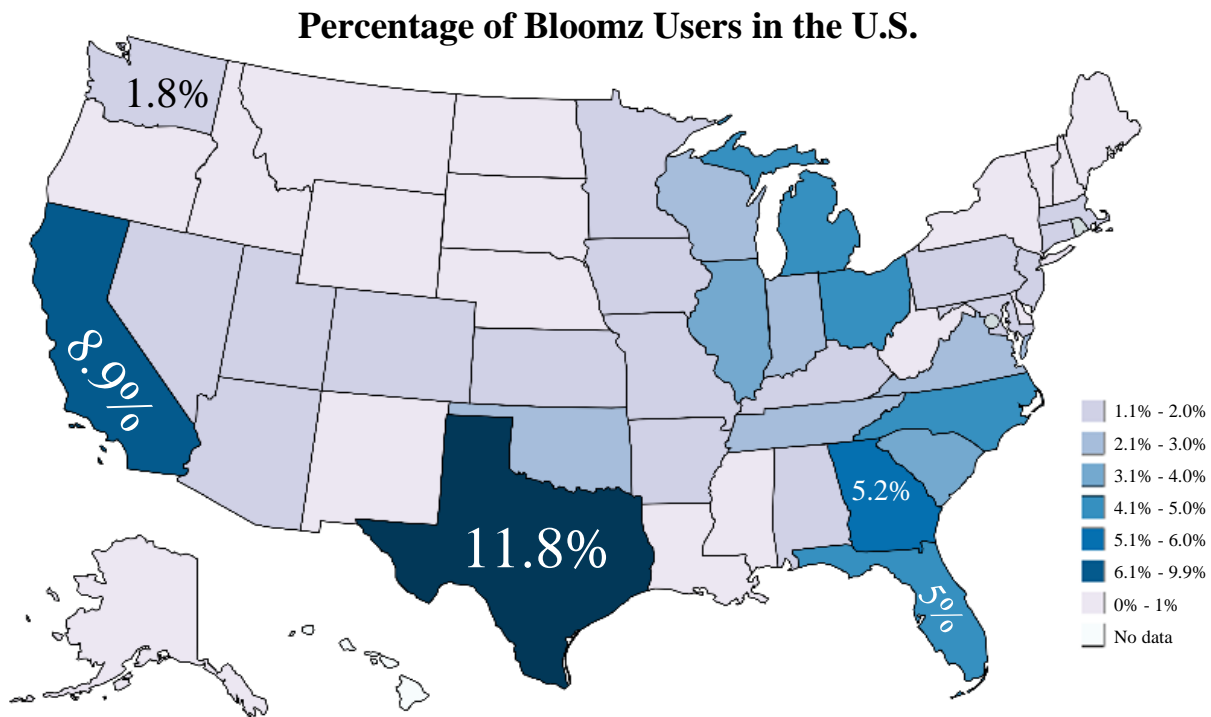 Percentage of Bloomz Users in the U.S.
1.8%
8.9%
11.8%
5.2%
5%
1.1% - 2.0%
2.1% - 3.0%
3.1% - 4.0%
4.1% - 5.0%
5.1% - 6.0%
6.1% - 9.9%
0% - 1%
No data